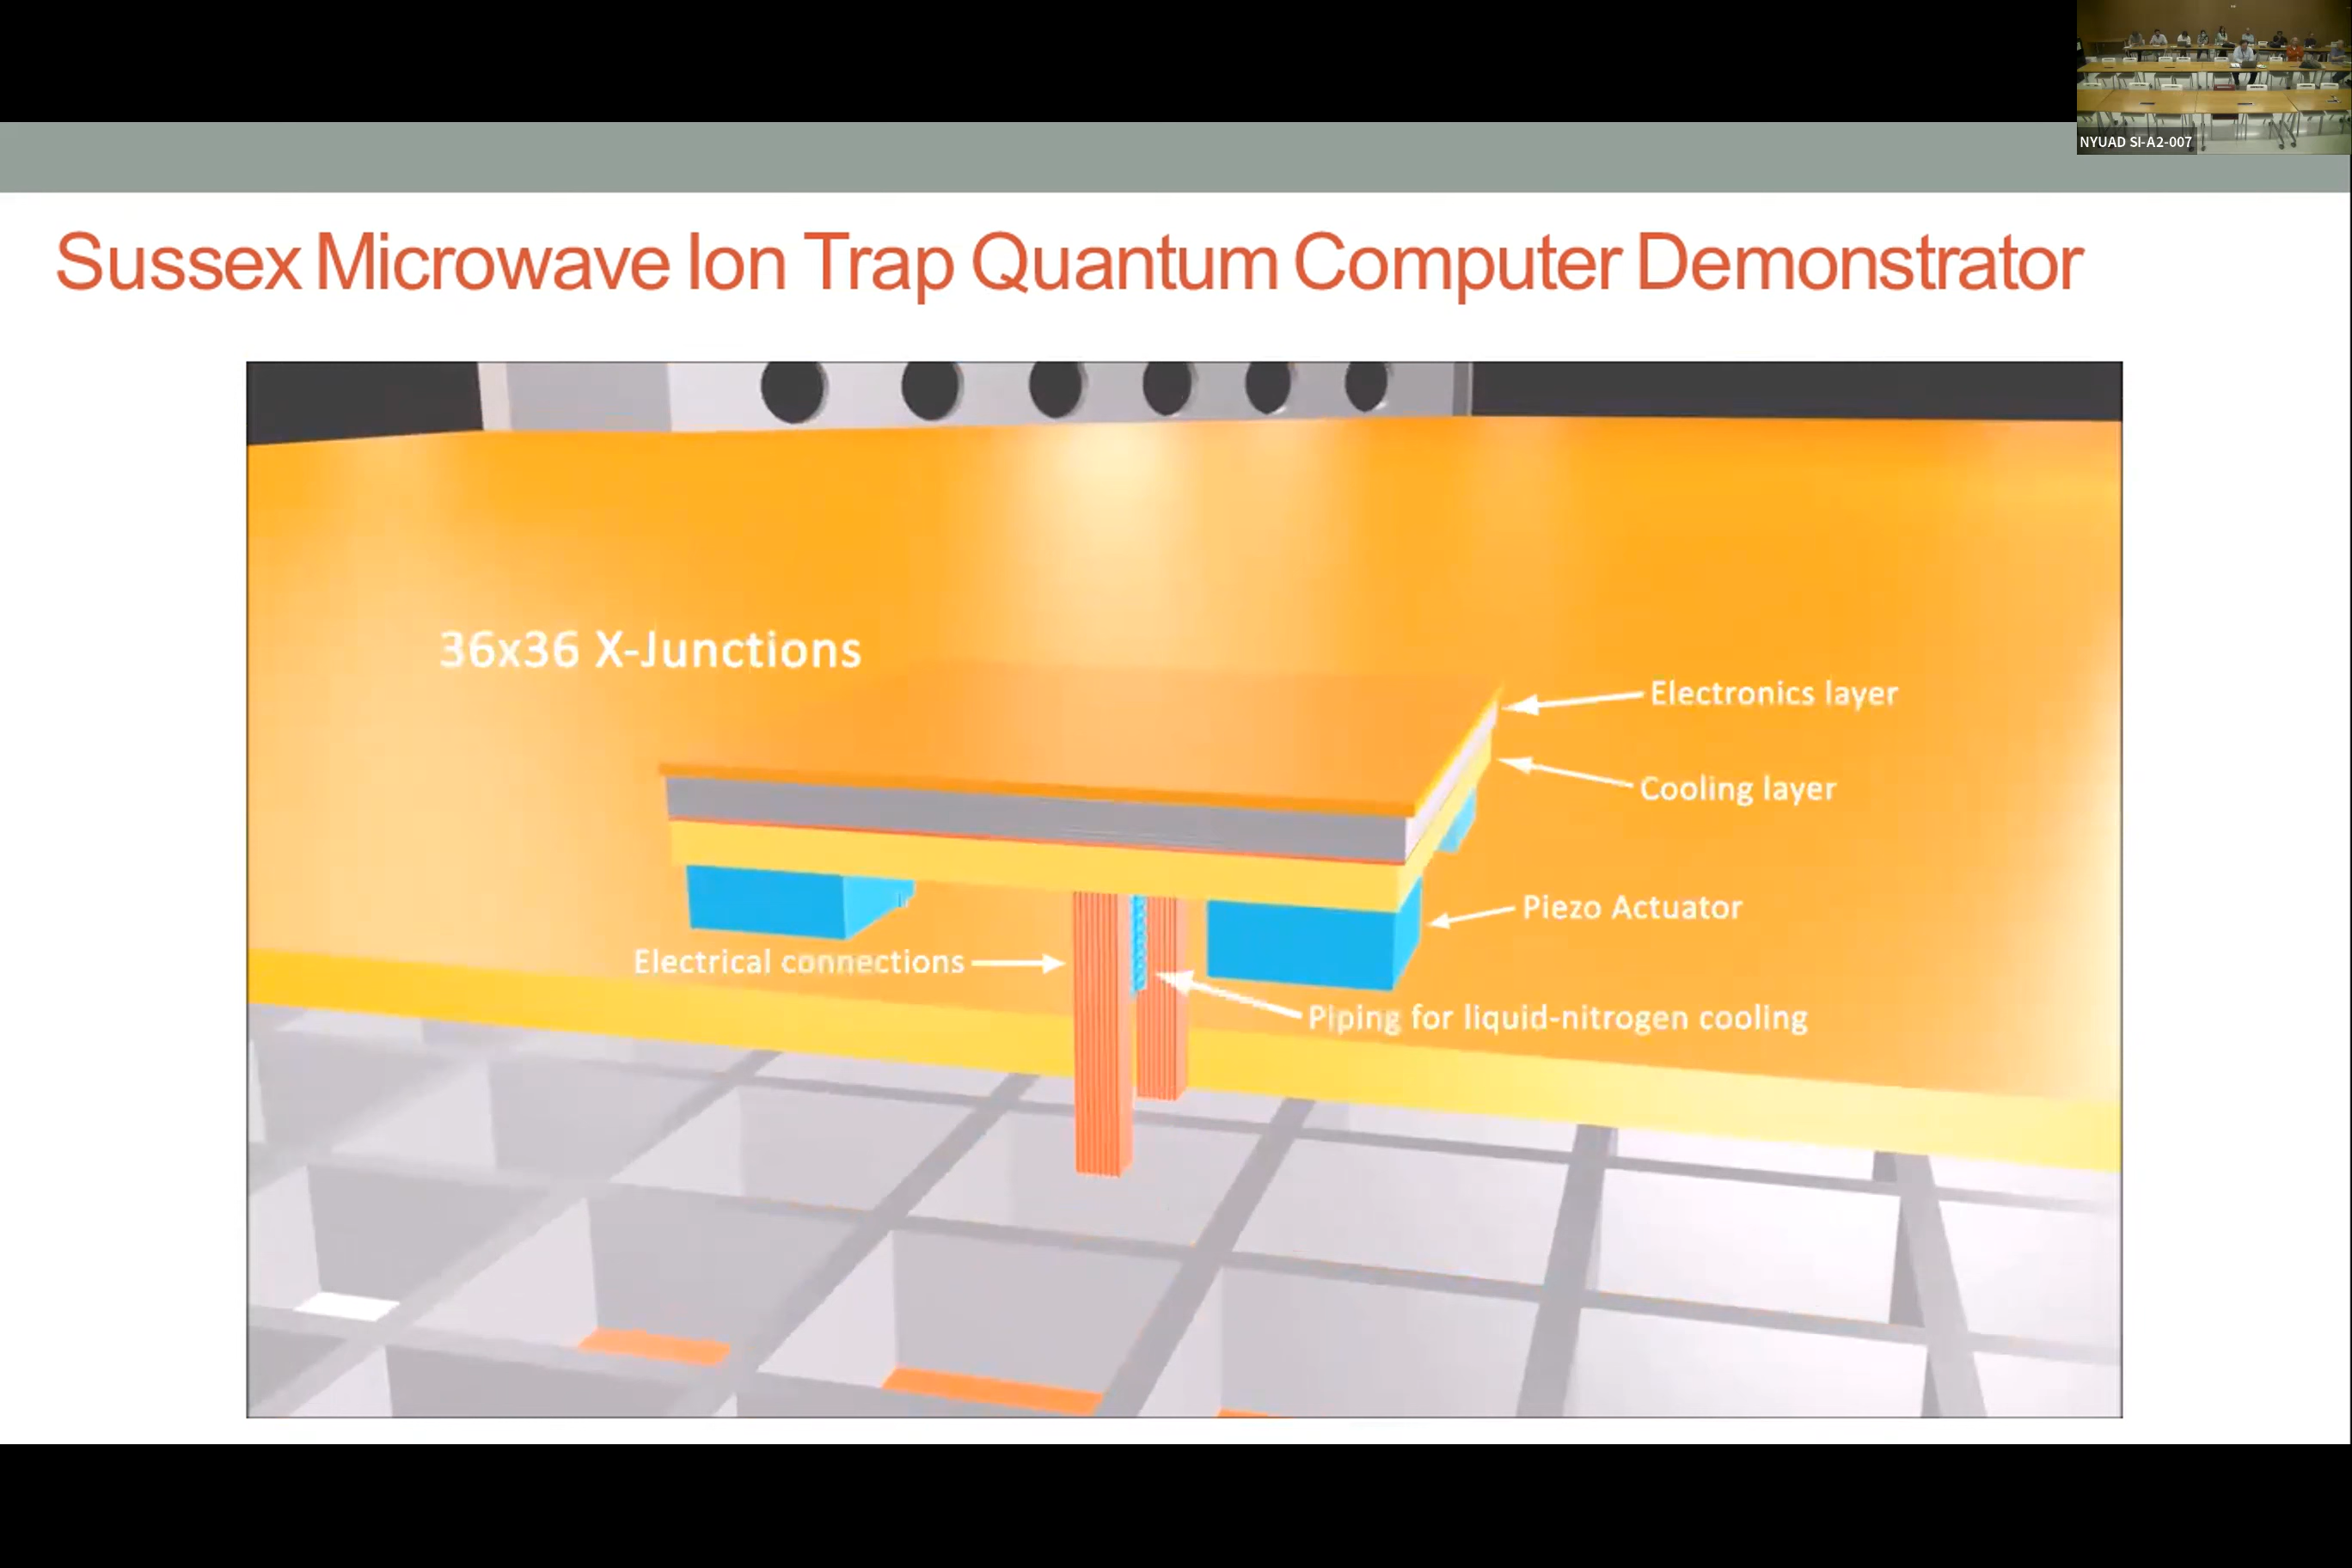 NYUAD SI-A2-007
Sussex Microwave Ion Trap Quantum Computer Demonstrator
36x36 X-Junctions
Electronics layer
Cooling layer
Piezo Actuator
Electrical connections
Piping for liquid-nitrogen cooling